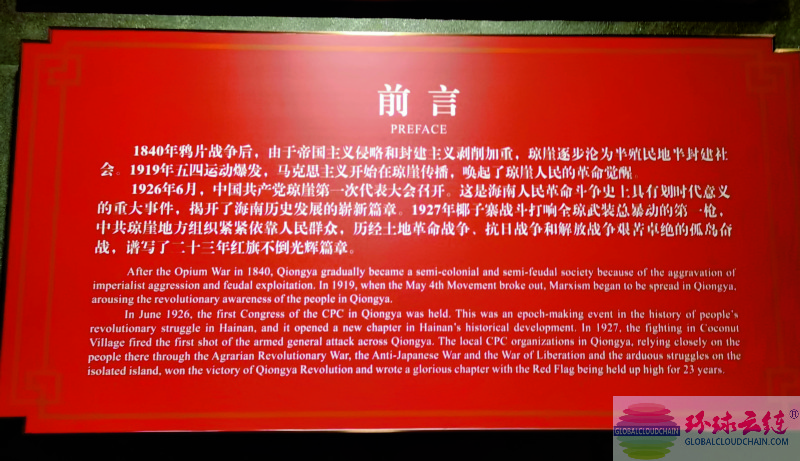 前言
PREFACE
1840年鸦片战争后，由于帝国主义侵略和封建主义剥削加重，琼崖逐步沦为半殖民地半封建社
会。1919年五四运动爆发，马克思主义开始在琼崖传播，唤起了琼崖人民的革命觉醒。
1926年6月，中国共产党琼崖第一次代表大会召开。这是海南人民革命斗争史上具有划时代意义
的重大事件，揭开了海南历史发展的崭新篇章。1927年椰子寨战斗打响全琼武装总暴动的第一枪，
中共琼崖地方组织紧紧依靠人民群众，历经土地革命战争、抗日战争和解放战争艰苦卓绝的孤岛奋
战，谱写了二十三年红旗不倒光辉篇章。
After the Opium War in 1840, Qiongya gradually became a semi-colonial and semi-feudal society because of the aggravation of
imperialist aggression and feudal exploitation. In 1919, when the May 4th Movement broke out, Marxism began to be spread in Qiongya,
arousing the revolutionary awareness of the people in Qiongya.
In June 1926, the first Congress of the CPC in Qiongya was held. This was an epoch-making event in the history of people's
revolutionary struggle in Hainan, and it opened a new chapter in Hainan's historical development. In 1927, the fighting in Coconut
Village fired the first shot of the armed general attack across Qiongya. The local CPC organizations in Qiongya, relying closely on the
people there through the Agrarian Revolutionary War, the Anti-Japanese War and the War of Liberation and the arduous struggles on the
isolated island, won the victory of Qiongya Revolution and wrote a glorious chapter with the Red Flag being held up high for 23 years.
环球云链®
GLOBALCLOUDCHAIN
GLOBALCLOUDCHAIN.COM